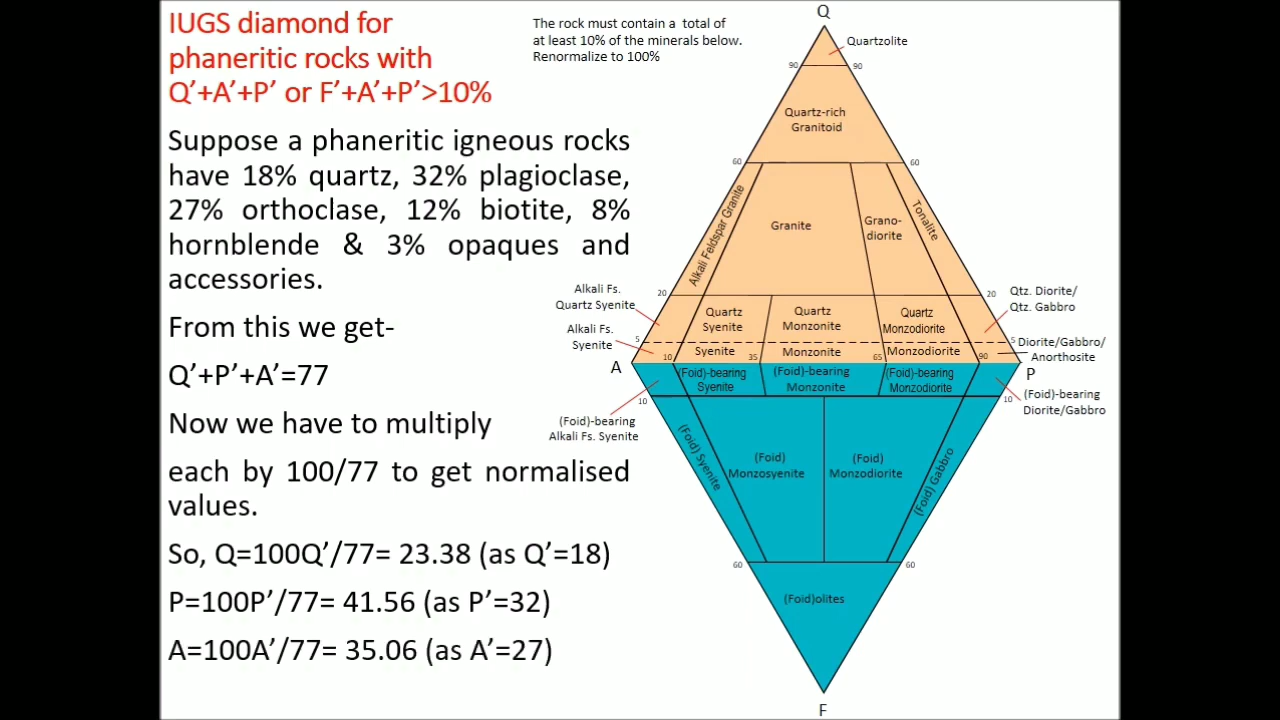 IUGS diamond for
phaneritic rocks with
Q’+A’+P’ or F’+A’+P’>10%
Suppose a phaneritic igneous rocks
have 18% quartz, 32% plagioclase,
27% orthoclase, 12% biotite, 8%
hornblende & 3% opaques and
accessories.
From this we get-
Q’+P’+A’=77
Now we have to multiply
each by 100/77 to get normalised
values.
So, Q=100Q’/77= 23.38 (as Q’=18)
P=100P’/77= 41.56 (as P’=32)
A=100A’/77= 35.06 (as A’=27)
The rock must contain a total of
at least 10% of the minerals below.
Renormalize to 100%
Q
Quartzolite
90 90
Quartz-rich
Granitoid
60 60
Alkali Feldspar Granite
Granite
Grano-
diorite
Tonalite
Alkali Fs.
Quartz Syenite
20 20
Qtz. Diorite/
Qtz. Gabbro
Quartz
Syenite
Quartz
Monzonite
Quartz
Monzodiorite
Alkali Fs.
Syenite
5 5
Diorite/Gabbro/
Anorthosite
10 Syenite 35 Monzonite 65 Monzodiorite 90
A P
(Foid)-bearing
Syenite
(Foid)-bearing
Monzonite
(Foid)-bearing
Monzodiorite
10 10
(Foid)-bearing
Diorite/Gabbro
(Foid)-bearing
Alkali Fs. Syenite
(Foid) Syenite
(Foid)
Monzosyenite
(Foid)
Monzodiorite
(Foid) Gabbro
60 60
(Foid)olites
F